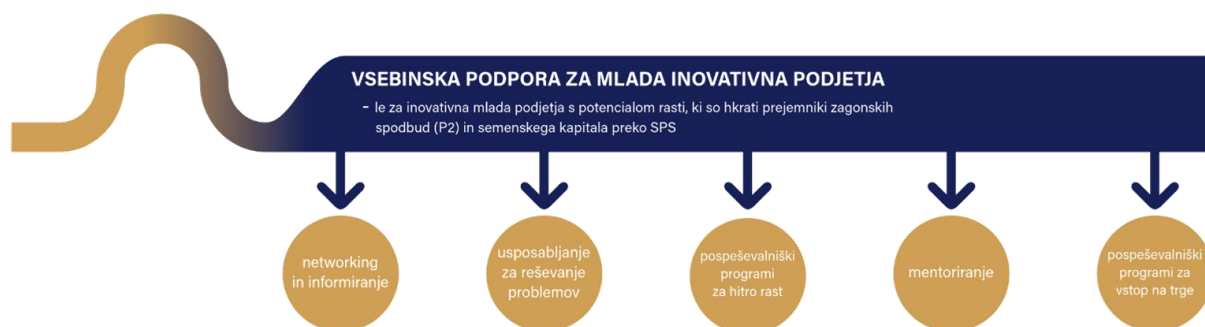 VSEBINSKA PODPORA ZA MLADA INOVATIVNA PODJETJA
- le za inovativna mlada podjetja s potencialom rasti, ki so hkrati prejemniki zagonskih
spodbud (P2) in semenskega kapitala preko SPS
networking
in informiranje
usposabljanje
za reševanje
problemov
pospeševalniški
programi
za hitro rast
mentoriranje
pospeševalniški
programi za
vstop na trge